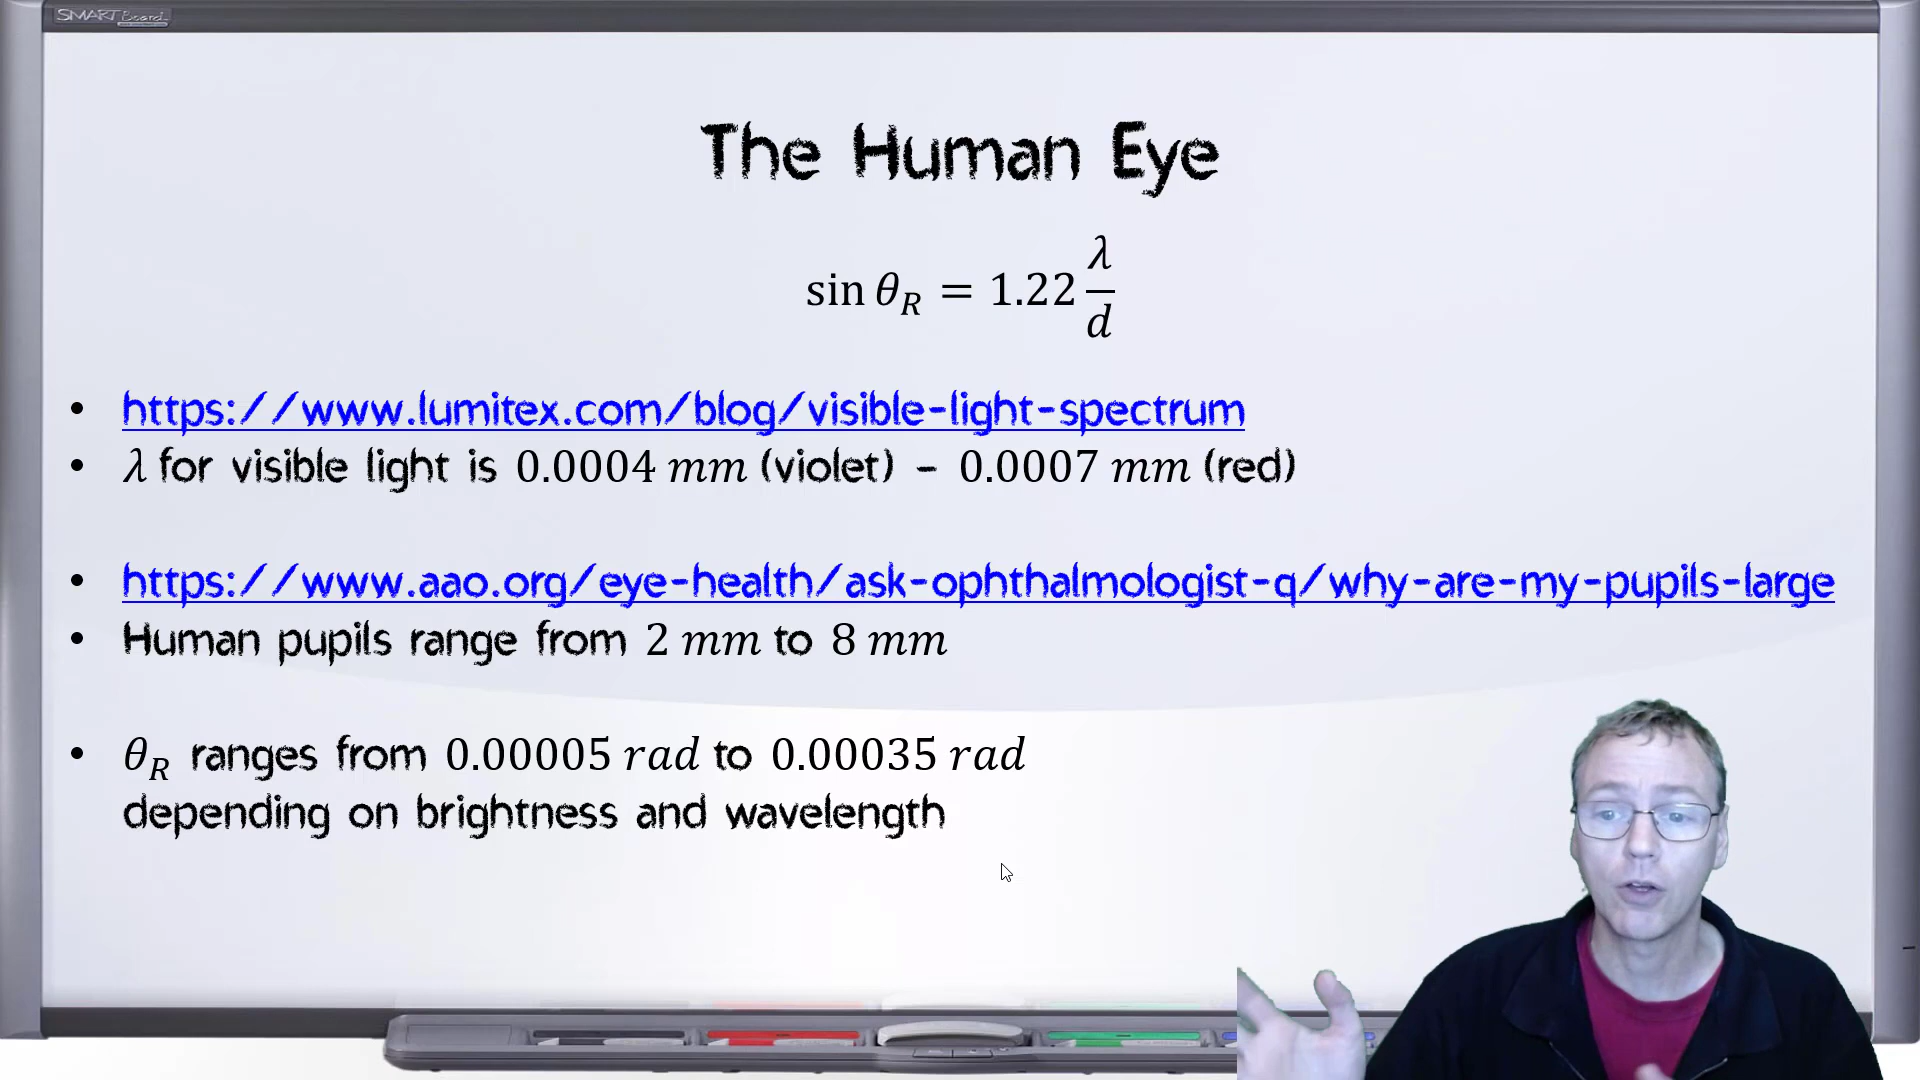 SMART Board
The Human Eye
sin θ_R = 1.22 λ/d
• https://www.lumitex.com/blog/visible-light-spectrum
• λ for visible light is 0.0004 mm (violet) – 0.0007 mm (red)
• https://www.aao.org/eye-health/ask-ophthalmologist-q/why-are-my-pupils-large
• Human pupils range from 2 mm to 8 mm
• θ_R ranges from 0.00005 rad to 0.00035 rad
depending on brightness and wavelength